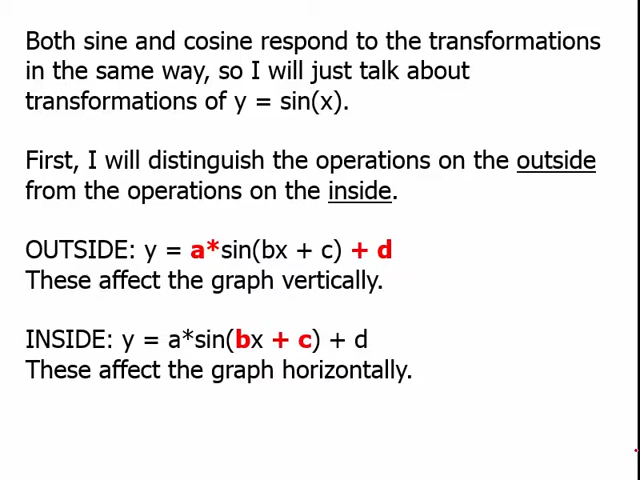 Both sine and cosine respond to the transformations
in the same way, so I will just talk about
transformations of y = sin(x).
First, I will distinguish the operations on the outside
from the operations on the inside.
OUTSIDE: y = a*sin(bx + c) + d
These affect the graph vertically.
INSIDE: y = a*sin(bx + c) + d
These affect the graph horizontally.